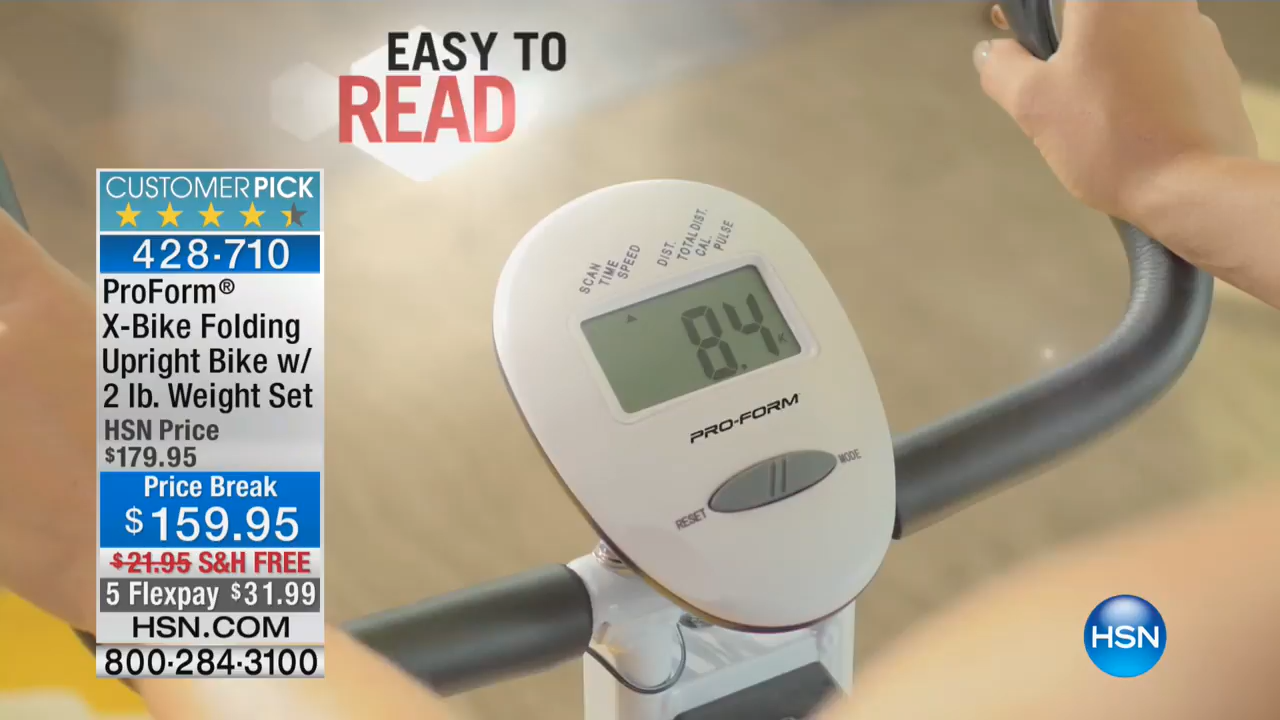 EASY TO
READ
CUSTOMERPICK
428-710
ProForm®
X-Bike Folding
Upright Bike w/
2 lb. Weight Set
HSN Price
$179.95
Price Break
$159.95
$21.95 S&H FREE
5 Flexpay $31.99
HSN.COM
800-284-3100
SCAN
TIME
SPEED
DIST.
TOTAL DIST.
CAL.
PULSE
8.4
K
PRO-FORM
MODE
RESET
HSN